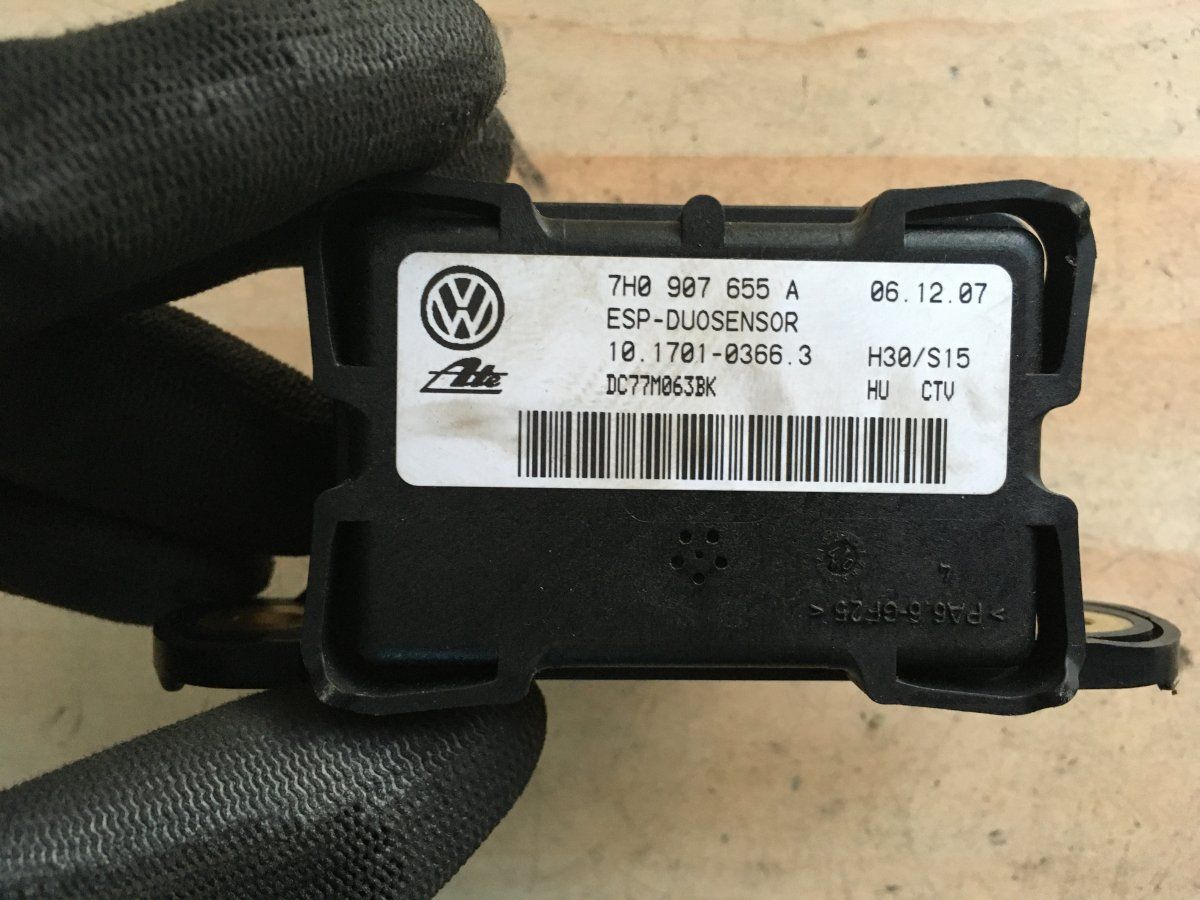 7H0 907 655 A 06.12.07
ESP-DUOSENSOR
10.1701-0366.3 H30/S15
Ate DC77M063BK HU CTV
>PA6.6-GF25<